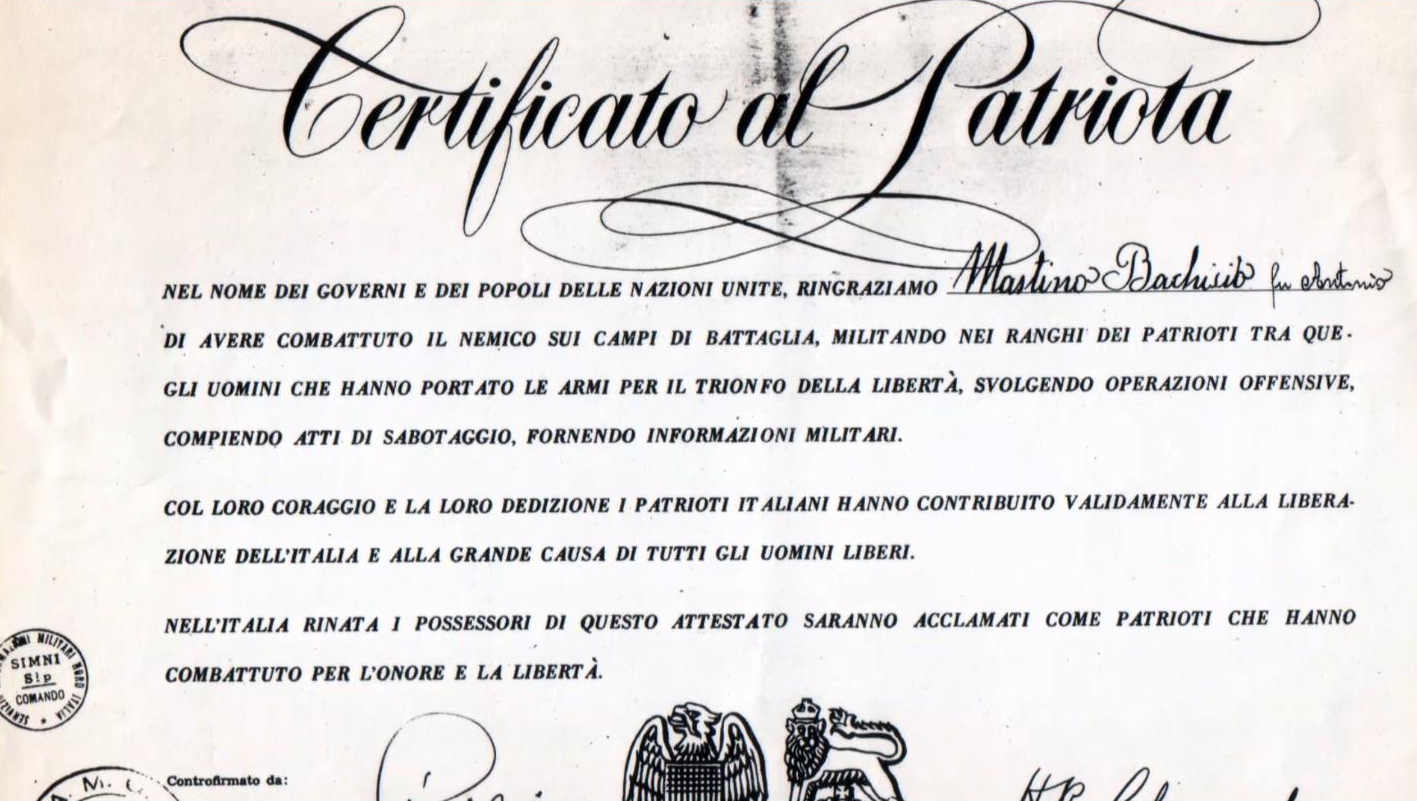 Certificato al Patriota
NEL NOME DEI GOVERNI E DEI POPOLI DELLE NAZIONI UNITE, RINGRAZIAMO Mastino Bachisio fu Antonio
DI AVERE COMBATTUTO IL NEMICO SUI CAMPI DI BATTAGLIA, MILITANDO NEI RANGHI DEI PATRIOTI TRA QUE-
GLI UOMINI CHE HANNO PORTATO LE ARMI PER IL TRIONFO DELLA LIBERTÀ, SVOLGENDO OPERAZIONI OFFENSIVE,
COMPIENDO ATTI DI SABOTAGGIO, FORNENDO INFORMAZIONI MILITARI.
COL LORO CORAGGIO E LA LORO DEDIZIONE I PATRIOTI ITALIANI HANNO CONTRIBUITO VALIDAMENTE ALLA LIBERA-
ZIONE DELL'ITALIA E ALLA GRANDE CAUSA DI TUTTI GLI UOMINI LIBERI.
NELL'ITALIA RINATA I POSSESSORI DI QUESTO ATTESTATO SARANNO ACCLAMATI COME PATRIOTI CHE HANNO
COMBATTUTO PER L'ONORE E LA LIBERTÀ.
MILITARI NORD ITALIA
SIMNI
S!p
COMANDO
A. M.
Controfirmato da: